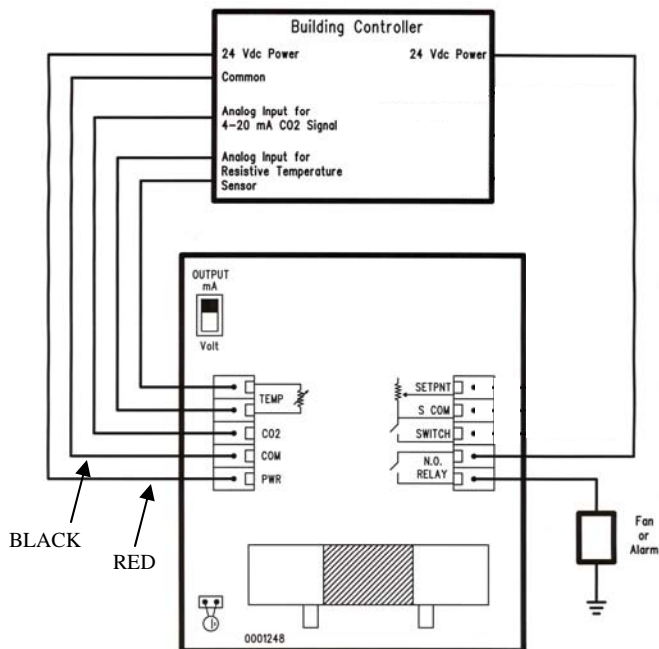 Building Controller
24 Vdc Power
24 Vdc Power
Common
Analog Input for
4-20 mA CO2 Signal
Analog Input for
Resistive Temperature
Sensor
OUTPUT
mA
Volt
TEMP
CO2
COM
PWR
SETPNT
S COM
SWITCH
N.O.
RELAY
BLACK
RED
Fan
or
Alarm
0001248